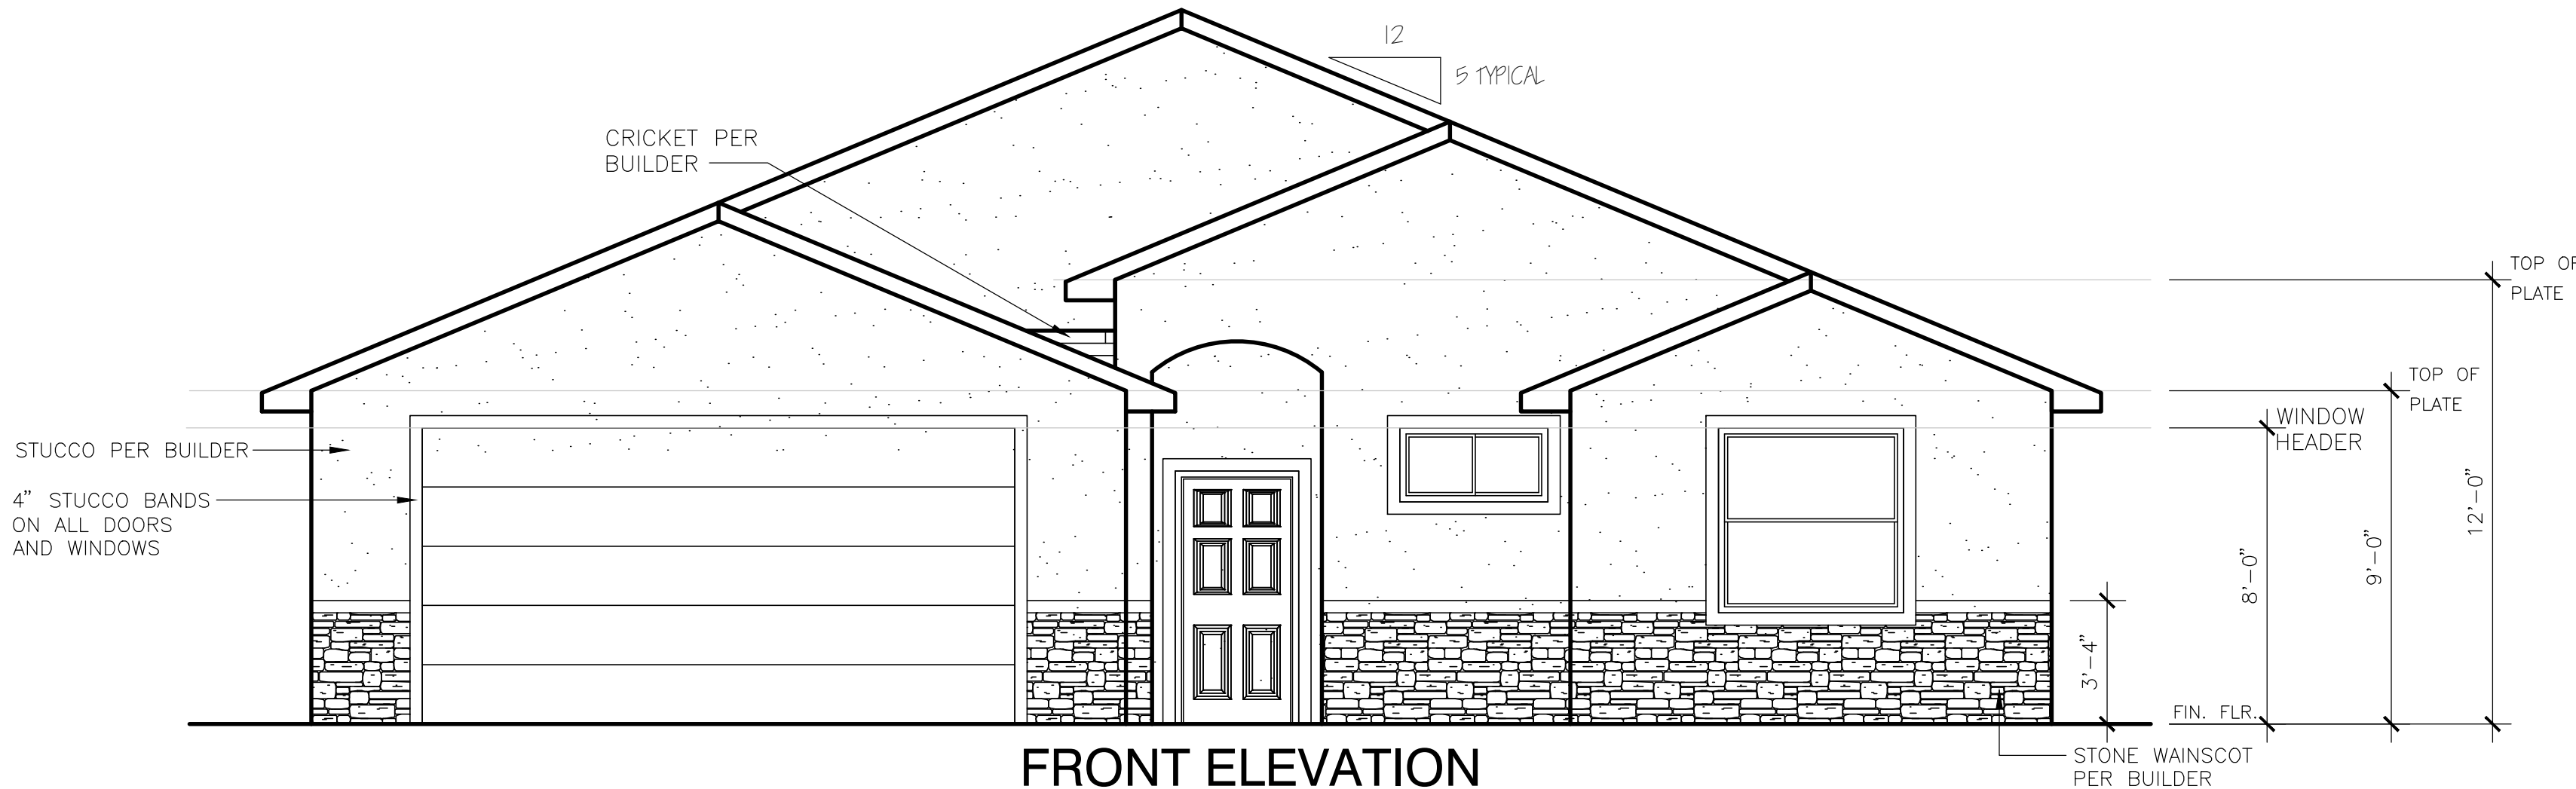 12
5 TYPICAL
CRICKET PER
BUILDER
TOP OF
PLATE
TOP OF
PLATE
WINDOW
HEADER
STUCCO PER BUILDER
4" STUCCO BANDS
ON ALL DOORS
AND WINDOWS
12'-0"
9'-0"
8'-0"
3'-4"
FIN. FLR.
STONE WAINSCOT
PER BUILDER
FRONT ELEVATION